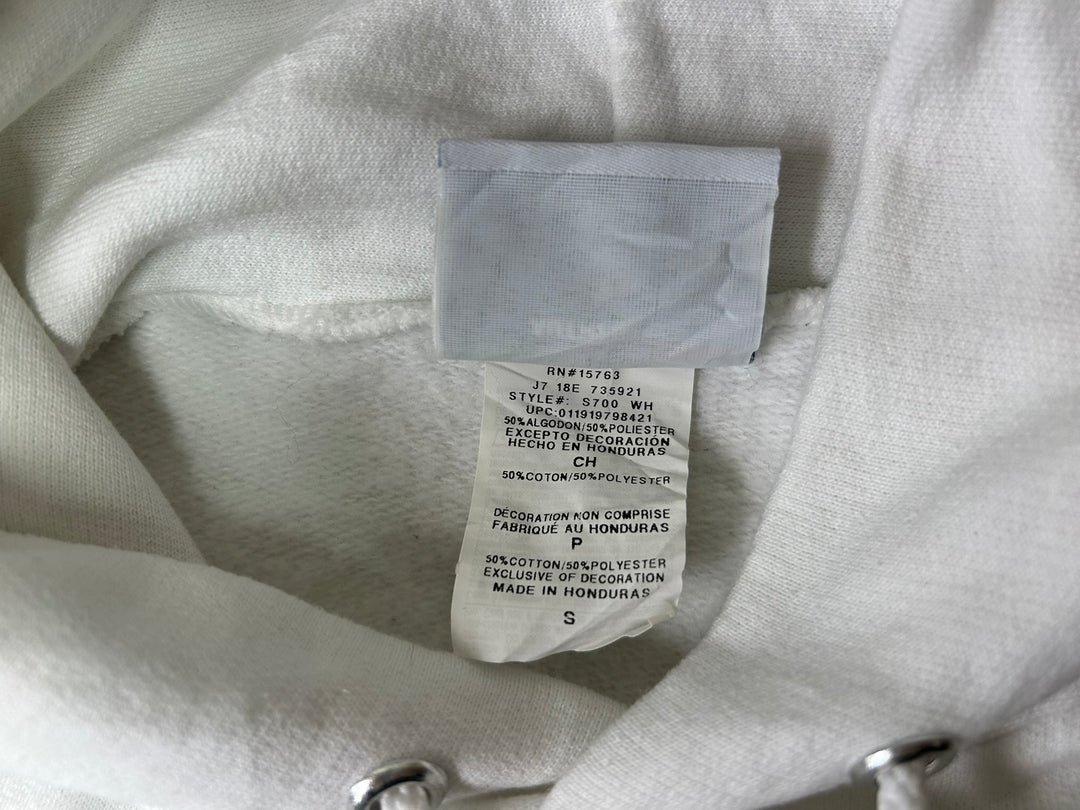 RN#15763
J7 18E 735921
STYLE#: S700 WH
UPC:011919798421
50%ALGODON/50%POLIESTER
EXCEPTO DECORACIÓN
HECHO EN HONDURAS
CH
50%COTON/50%POLYESTER
DÉCORATION NON COMPRISE
FABRIQUÉ AU HONDURAS
P
50%COTTON/50%POLYESTER
EXCLUSIVE OF DECORATION
MADE IN HONDURAS
S